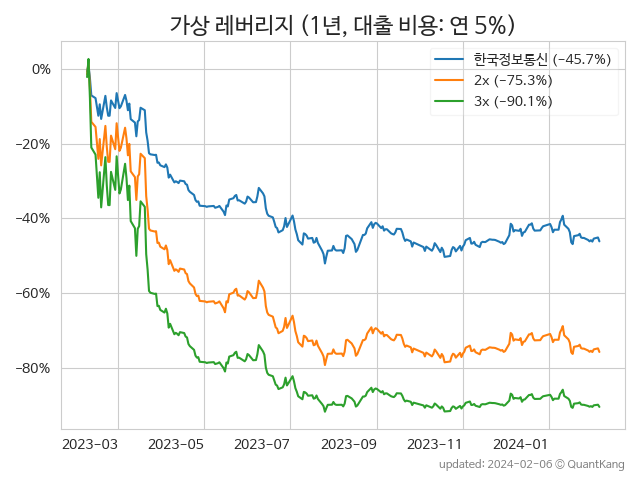 가상 레버리지 (1년, 대출 비용: 연 5%)
한국정보통신 (−45.7%)
2x (−75.3%)
3x (−90.1%)
0%
−20%
−40%
−60%
−80%
2023-03 2023-05 2023-07 2023-09 2023-11 2024-01
updated: 2024-02-06 © QuantKang